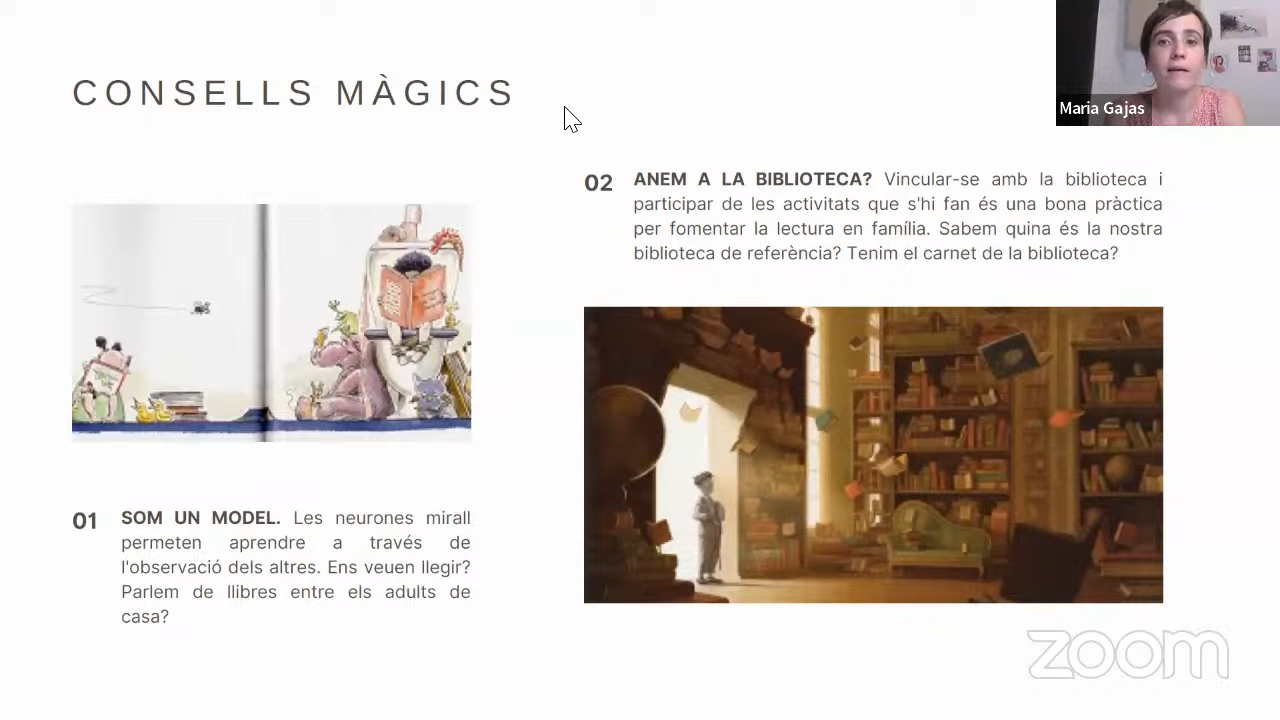 CONSELLS MÀGICS
Maria Gajas
02 ANEM A LA BIBLIOTECA? Vincular-se amb la biblioteca i
participar de les activitats que s'hi fan és una bona pràctica
per fomentar la lectura en família. Sabem quina és la nostra
biblioteca de referència? Tenim el carnet de la biblioteca?
01 SOM UN MODEL. Les neurones mirall
permeten aprendre a través de
l'observació dels altres. Ens veuen llegir?
Parlem de llibres entre els adults de
casa?
zoom